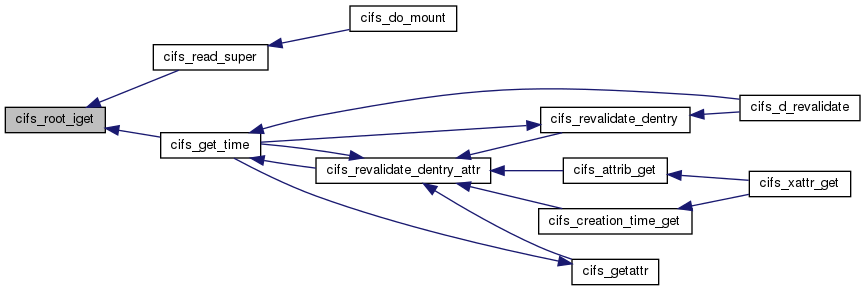 cifs_do_mount
cifs_read_super
cifs_root_iget
cifs_get_time
cifs_revalidate_dentry
cifs_d_revalidate
cifs_revalidate_dentry_attr
cifs_attrib_get
cifs_xattr_get
cifs_creation_time_get
cifs_getattr